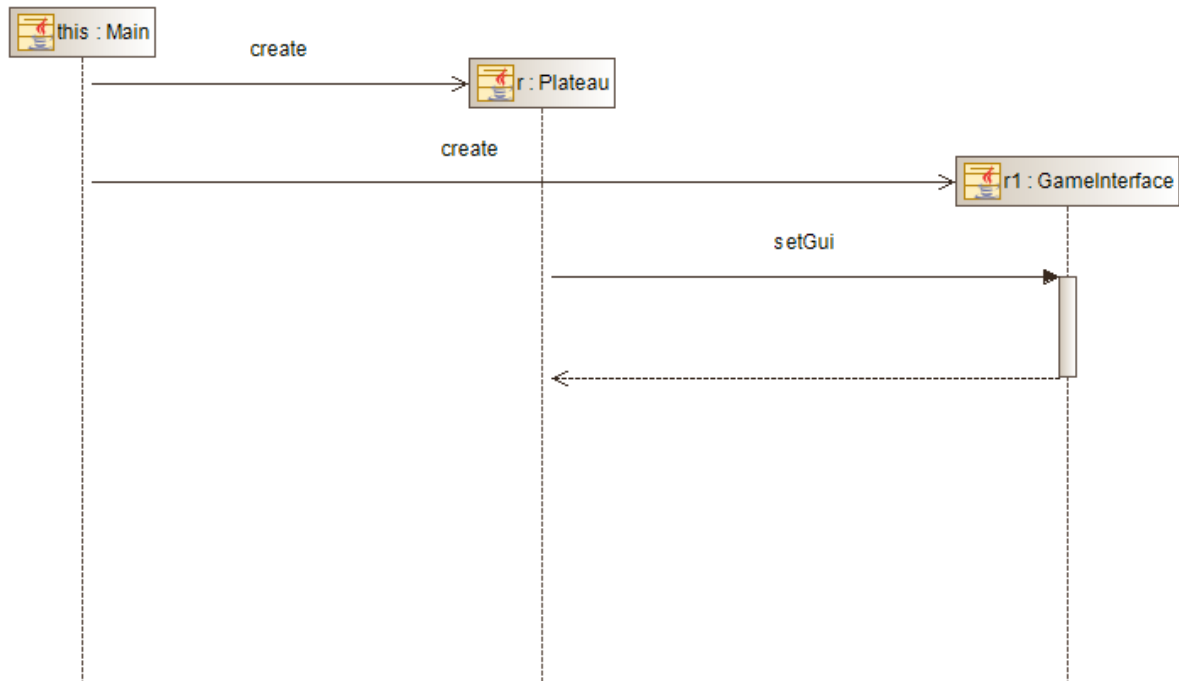 this : Main
create
r : Plateau
create
r1 : GameInterface
setGui